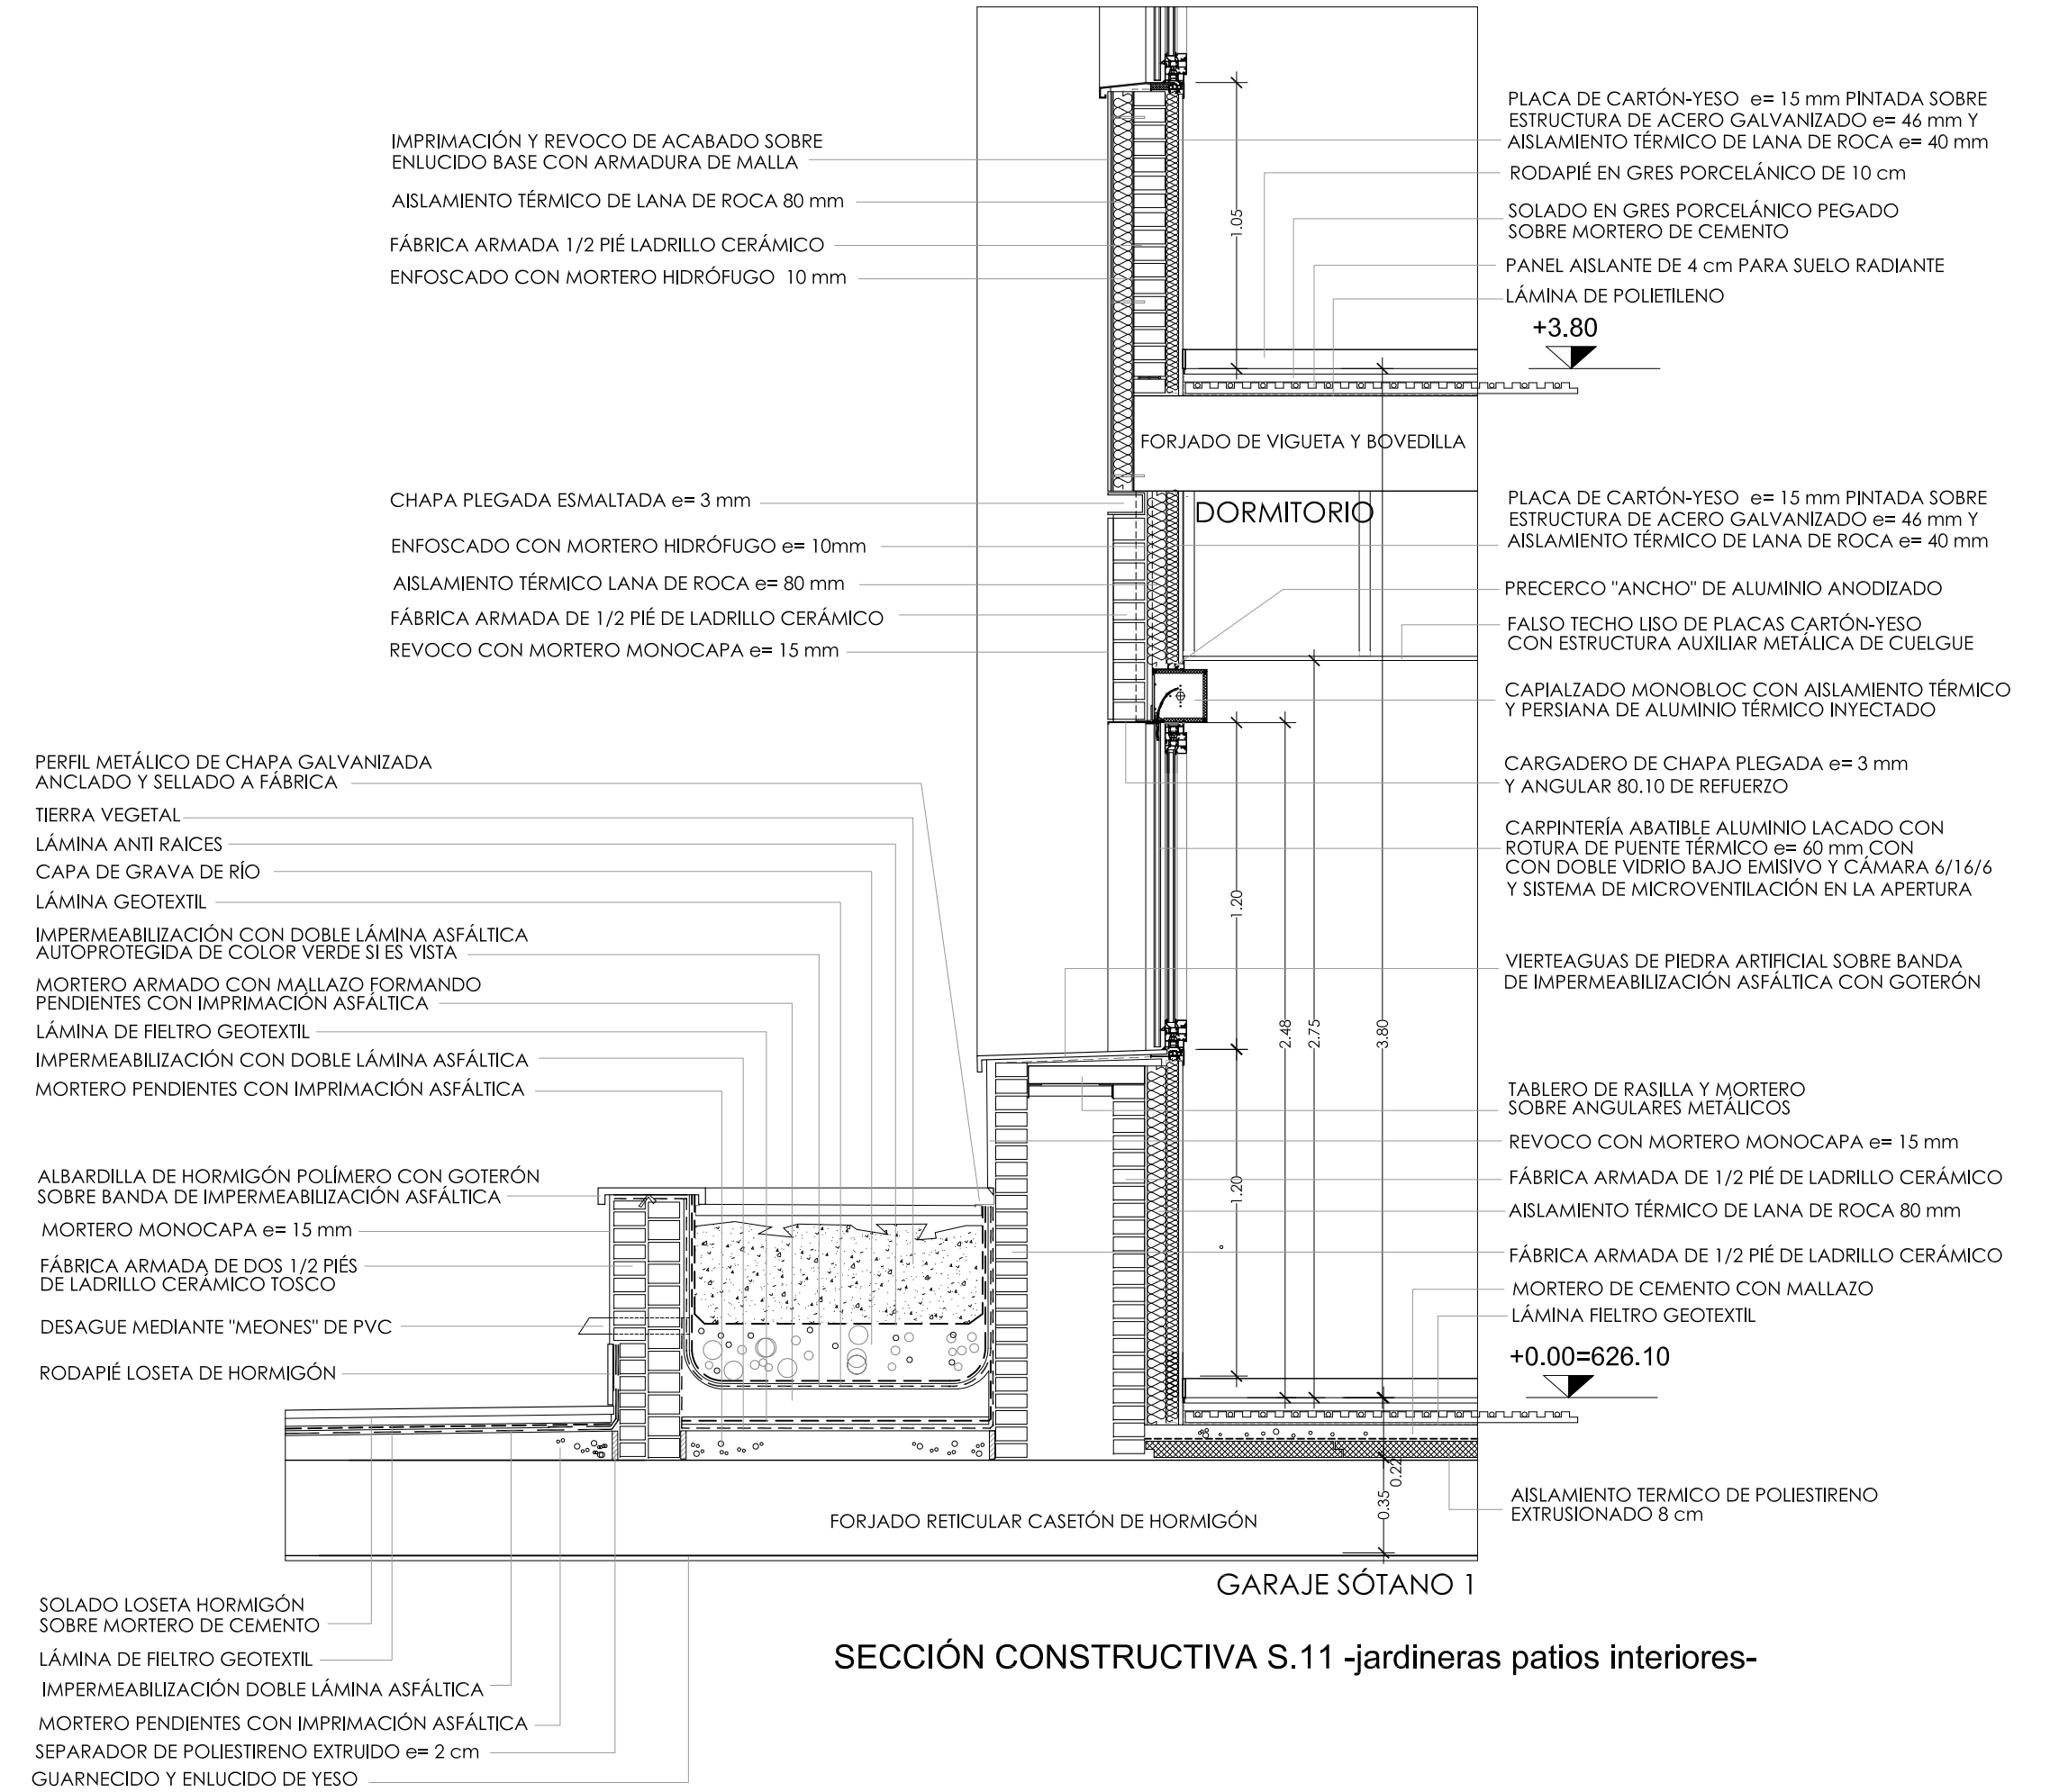 IMPRIMACIÓN Y REVOCO DE ACABADO SOBRE
ENLUCIDO BASE CON ARMADURA DE MALLA
AISLAMIENTO TÉRMICO DE LANA DE ROCA 80 mm
FÁBRICA ARMADA 1/2 PIÉ LADRILLO CERÁMICO
ENFOSCADO CON MORTERO HIDRÓFUGO 10 mm
CHAPA PLEGADA ESMALTADA e= 3 mm
ENFOSCADO CON MORTERO HIDRÓFUGO e= 10mm
AISLAMIENTO TÉRMICO LANA DE ROCA e= 80 mm
FÁBRICA ARMADA DE 1/2 PIÉ DE LADRILLO CERÁMICO
REVOCO CON MORTERO MONOCAPA e= 15 mm
PERFIL METÁLICO DE CHAPA GALVANIZADA
ANCLADO Y SELLADO A FÁBRICA
TIERRA VEGETAL
LÁMINA ANTI RAICES
CAPA DE GRAVA DE RÍO
LÁMINA GEOTEXTIL
IMPERMEABILIZACIÓN CON DOBLE LÁMINA ASFÁLTICA
AUTOPROTEGIDA DE COLOR VERDE SI ES VISTA
MORTERO ARMADO CON MALLAZO FORMANDO
PENDIENTES CON IMPRIMACIÓN ASFÁLTICA
LÁMINA DE FIELTRO GEOTEXTIL
IMPERMEABILIZACIÓN CON DOBLE LÁMINA ASFÁLTICA
MORTERO PENDIENTES CON IMPRIMACIÓN ASFÁLTICA
ALBARDILLA DE HORMIGÓN POLÍMERO CON GOTERÓN
SOBRE BANDA DE IMPERMEABILIZACIÓN ASFÁLTICA
MORTERO MONOCAPA e= 15 mm
FÁBRICA ARMADA DE DOS 1/2 PIÉS
DE LADRILLO CERÁMICO TOSCO
DESAGUE MEDIANTE "MEONES" DE PVC
RODAPIÉ LOSETA DE HORMIGÓN
SOLADO LOSETA HORMIGÓN
SOBRE MORTERO DE CEMENTO
LÁMINA DE FIELTRO GEOTEXTIL
IMPERMEABILIZACIÓN DOBLE LÁMINA ASFÁLTICA
MORTERO PENDIENTES CON IMPRIMACIÓN ASFÁLTICA
SEPARADOR DE POLIESTIRENO EXTRUIDO e= 2 cm
GUARNECIDO Y ENLUCIDO DE YESO
1.05
FORJADO DE VIGUETA Y BOVEDILLA
DORMITORIO
1.20
2.48
2.75
3.80
1.20
0.22
0.35
FORJADO RETICULAR CASETÓN DE HORMIGÓN
GARAJE SÓTANO 1
PLACA DE CARTÓN-YESO e= 15 mm PINTADA SOBRE
ESTRUCTURA DE ACERO GALVANIZADO e= 46 mm Y
AISLAMIENTO TÉRMICO DE LANA DE ROCA e= 40 mm
RODAPIÉ EN GRES PORCELÁNICO DE 10 cm
SOLADO EN GRES PORCELÁNICO PEGADO
SOBRE MORTERO DE CEMENTO
PANEL AISLANTE DE 4 cm PARA SUELO RADIANTE
LÁMINA DE POLIETILENO
+3.80
PLACA DE CARTÓN-YESO e= 15 mm PINTADA SOBRE
ESTRUCTURA DE ACERO GALVANIZADO e= 46 mm Y
AISLAMIENTO TÉRMICO DE LANA DE ROCA e= 40 mm
PRECERCO "ANCHO" DE ALUMINIO ANODIZADO
FALSO TECHO LISO DE PLACAS CARTÓN-YESO
CON ESTRUCTURA AUXILIAR METÁLICA DE CUELGUE
CAPIALZADO MONOBLOC CON AISLAMIENTO TÉRMICO
Y PERSIANA DE ALUMINIO TÉRMICO INYECTADO
CARGADERO DE CHAPA PLEGADA e= 3 mm
Y ANGULAR 80.10 DE REFUERZO
CARPINTERÍA ABATIBLE ALUMINIO LACADO CON
ROTURA DE PUENTE TÉRMICO e= 60 mm CON
CON DOBLE VIDRIO BAJO EMISIVO Y CÁMARA 6/16/6
Y SISTEMA DE MICROVENTILACIÓN EN LA APERTURA
VIERTEAGUAS DE PIEDRA ARTIFICIAL SOBRE BANDA
DE IMPERMEABILIZACIÓN ASFÁLTICA CON GOTERÓN
TABLERO DE RASILLA Y MORTERO
SOBRE ANGULARES METÁLICOS
REVOCO CON MORTERO MONOCAPA e= 15 mm
FÁBRICA ARMADA DE 1/2 PIÉ DE LADRILLO CERÁMICO
AISLAMIENTO TÉRMICO DE LANA DE ROCA 80 mm
FÁBRICA ARMADA DE 1/2 PIÉ DE LADRILLO CERÁMICO
MORTERO DE CEMENTO CON MALLAZO
LÁMINA FIELTRO GEOTEXTIL
+0.00=626.10
AISLAMIENTO TERMICO DE POLIESTIRENO
EXTRUSIONADO 8 cm
SECCIÓN CONSTRUCTIVA S.11 -jardineras patios interiores-